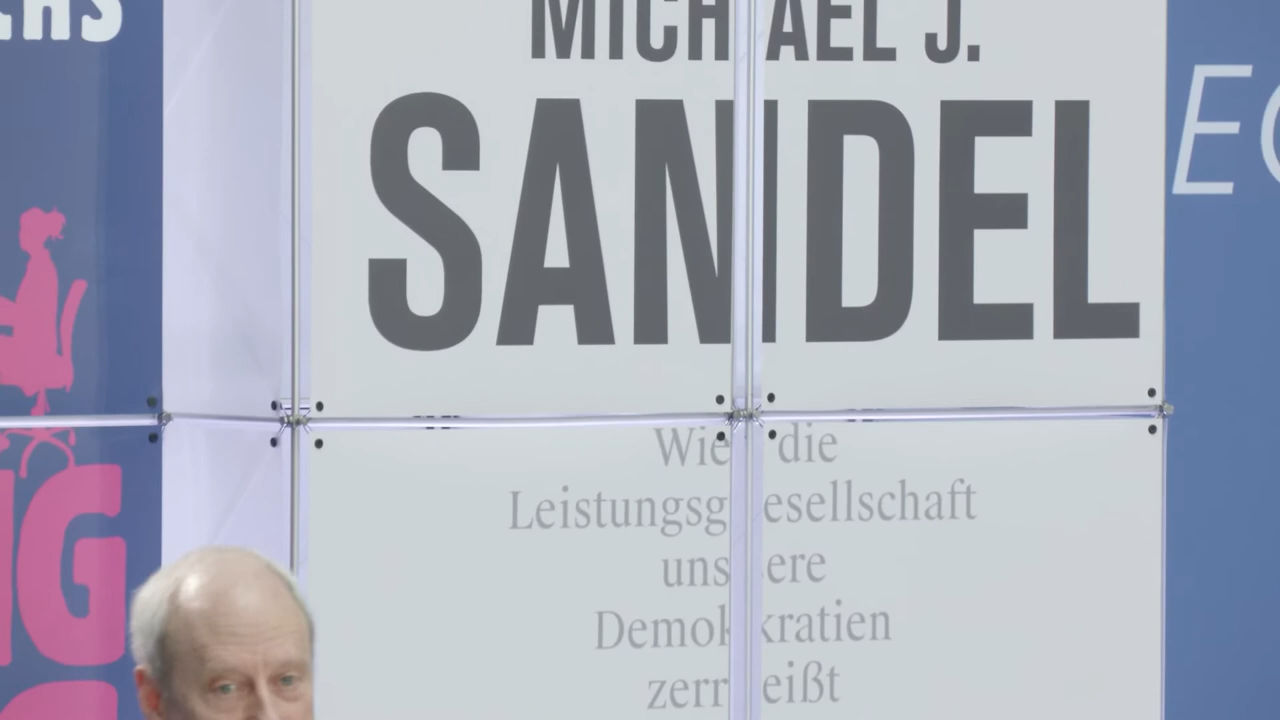 MICHAEL J.
SANDEL
Wie die
Leistungsgesellschaft
unsere
Demokratien
zerreißt